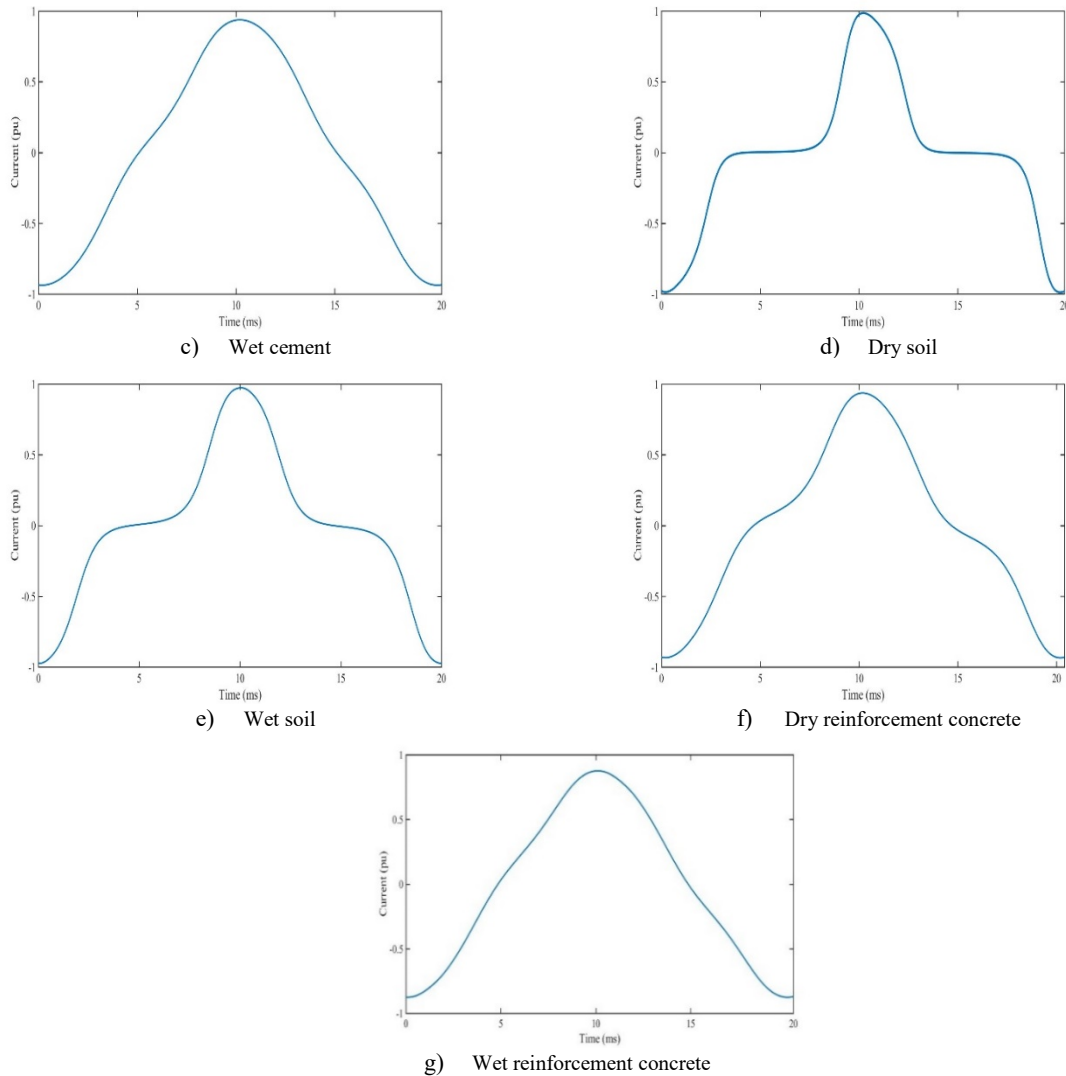 1
0.5
0
-0.5
-1
Current (pu)
0 5 10 15 20
Time (ms)
c) Wet cement
1
0.5
0
-0.5
-1
Current (pu)
0 5 10 15 20
Time (ms)
d) Dry soil
1
0.5
0
-0.5
-1
Current (pu)
0 5 10 15 20
Time (ms)
e) Wet soil
1
0.5
0
-0.5
-1
Current (pu)
0 5 10 15 20
Time (ms)
f) Dry reinforcement concrete
1
0.5
0
-0.5
-1
Current (pu)
0 5 10 15 20
Time (ms)
g) Wet reinforcement concrete